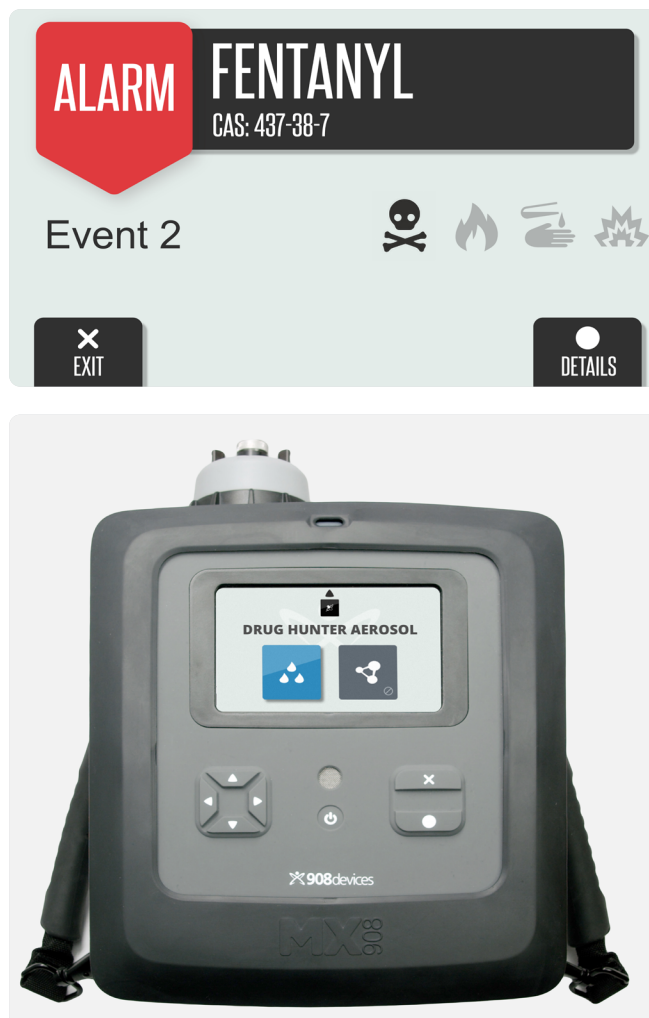 ALARM
FENTANYL
CAS: 437-38-7
Event 2
EXIT
DETAILS
DRUG HUNTER AEROSOL
908devices
MX908